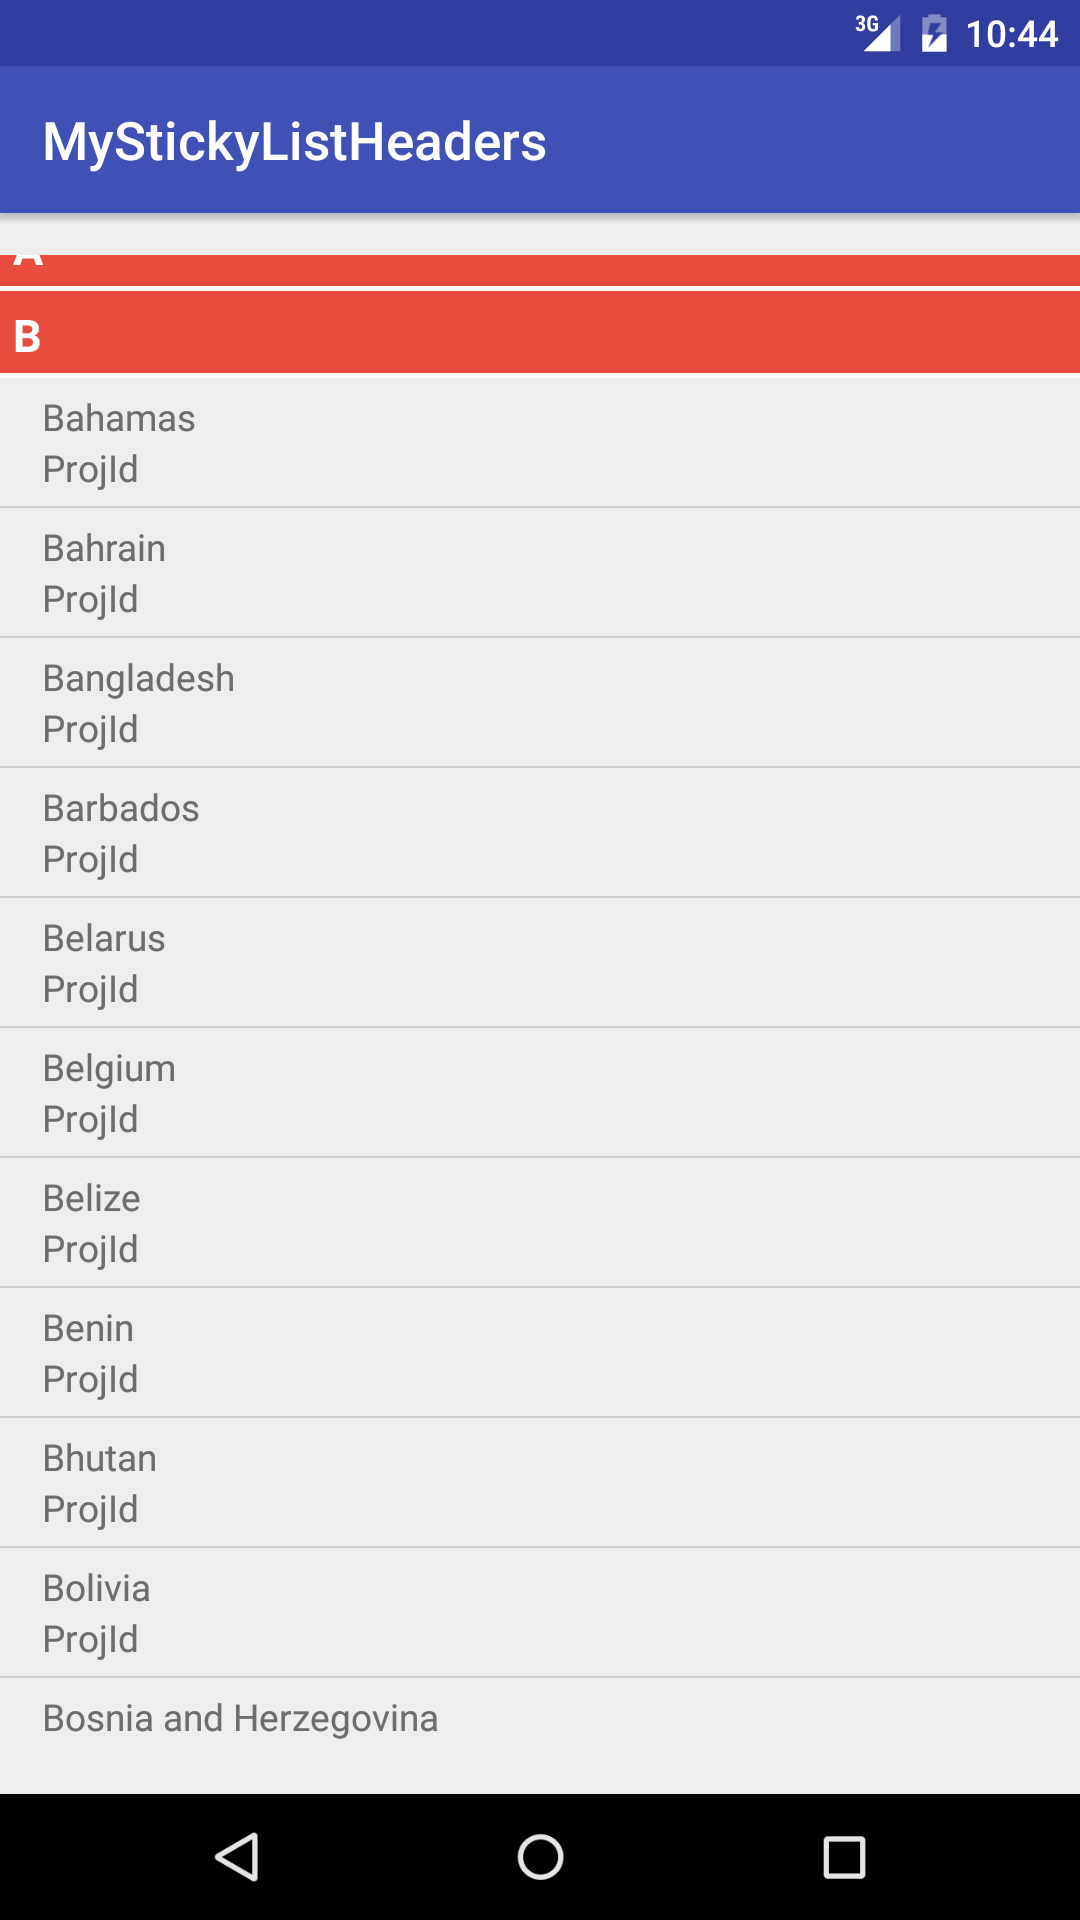 3G 10:44
MyStickyListHeaders
A
B
Bahamas
ProjId
Bahrain
ProjId
Bangladesh
ProjId
Barbados
ProjId
Belarus
ProjId
Belgium
ProjId
Belize
ProjId
Benin
ProjId
Bhutan
ProjId
Bolivia
ProjId
Bosnia and Herzegovina